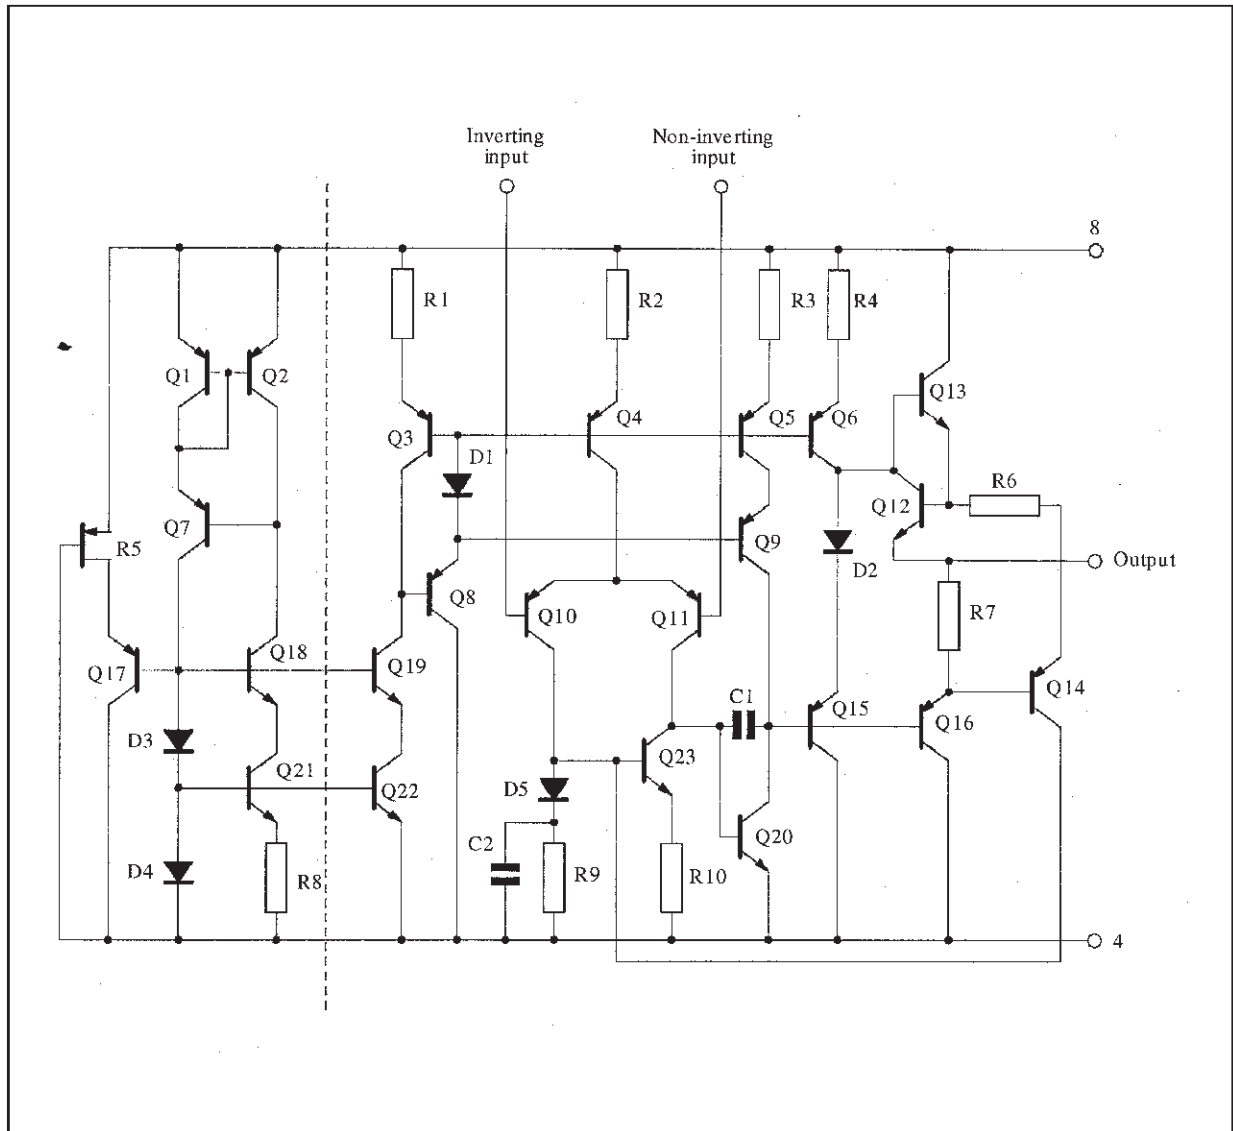 Inverting
input
Non-inverting
input
8
R1
R2
R3
R4
Q1
Q2
Q3
Q4
Q5
Q6
Q13
D1
R6
Q7
Q12
R5
Q9
D2
Output
Q8
Q10
Q11
R7
Q17
Q18
Q19
C1
Q15
Q16
Q14
D3
Q23
Q21
Q22
D5
C2
Q20
D4
R8
R9
R10
4